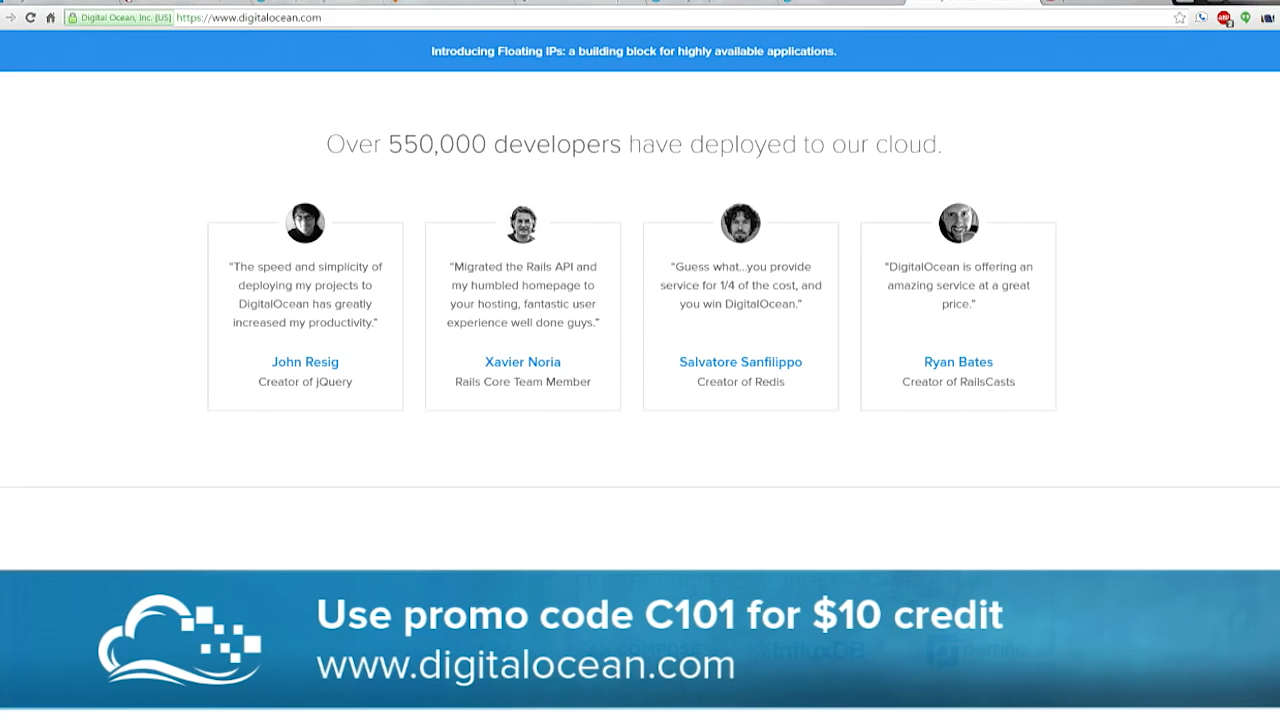 Digital Ocean, Inc. [US] https://www.digitalocean.com
ABP
Introducing Floating IPs: a building block for highly available applications.
Over 550,000 developers have deployed to our cloud.
“The speed and simplicity of
deploying my projects to
DigitalOcean has greatly
increased my productivity.”
John Resig
Creator of jQuery
“Migrated the Rails API and
my humbled homepage to
your hosting, fantastic user
experience well done guys.”
Xavier Noria
Rails Core Team Member
“Guess what...you provide
service for 1/4 of the cost, and
you win DigitalOcean.”
Salvatore Sanfilippo
Creator of Redis
“DigitalOcean is offering an
amazing service at a great
price.”
Ryan Bates
Creator of RailsCasts
Use promo code C101 for $10 credit
www.digitalocean.com
InfluxDB